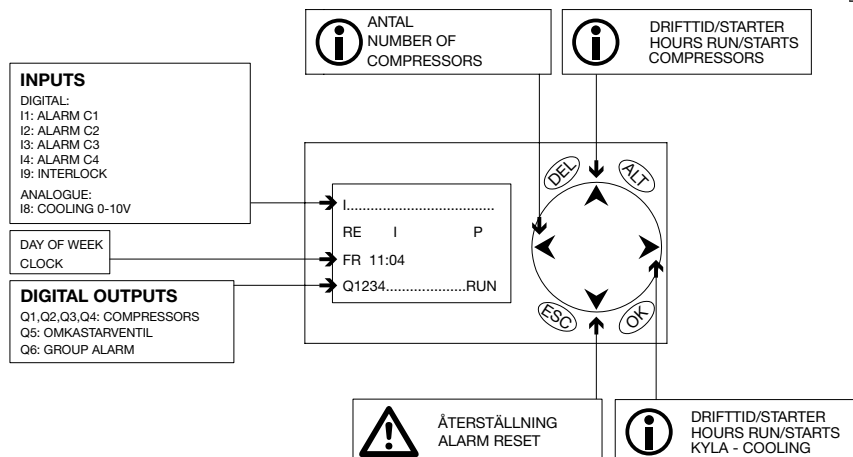 ANTAL
NUMBER OF
COMPRESSORS
DRIFTTID/STARTER
HOURS RUN/STARTS
COMPRESSORS
INPUTS
DIGITAL:
I1: ALARM C1
I2: ALARM C2
I3: ALARM C3
I4: ALARM C4
I9: INTERLOCK
ANALOGUE:
I8: COOLING 0-10V
DAY OF WEEK
CLOCK
DIGITAL OUTPUTS
Q1,Q2,Q3,Q4: COMPRESSORS
Q5: OMKASTARVENTIL
Q6: GROUP ALARM
I.....................................
RE I P
FR 11:04
Q1234....................RUN
DEL
ALT
ESC
OK
ÅTERSTÄLLNING
ALARM RESET
DRIFTTID/STARTER
HOURS RUN/STARTS
KYLA - COOLING